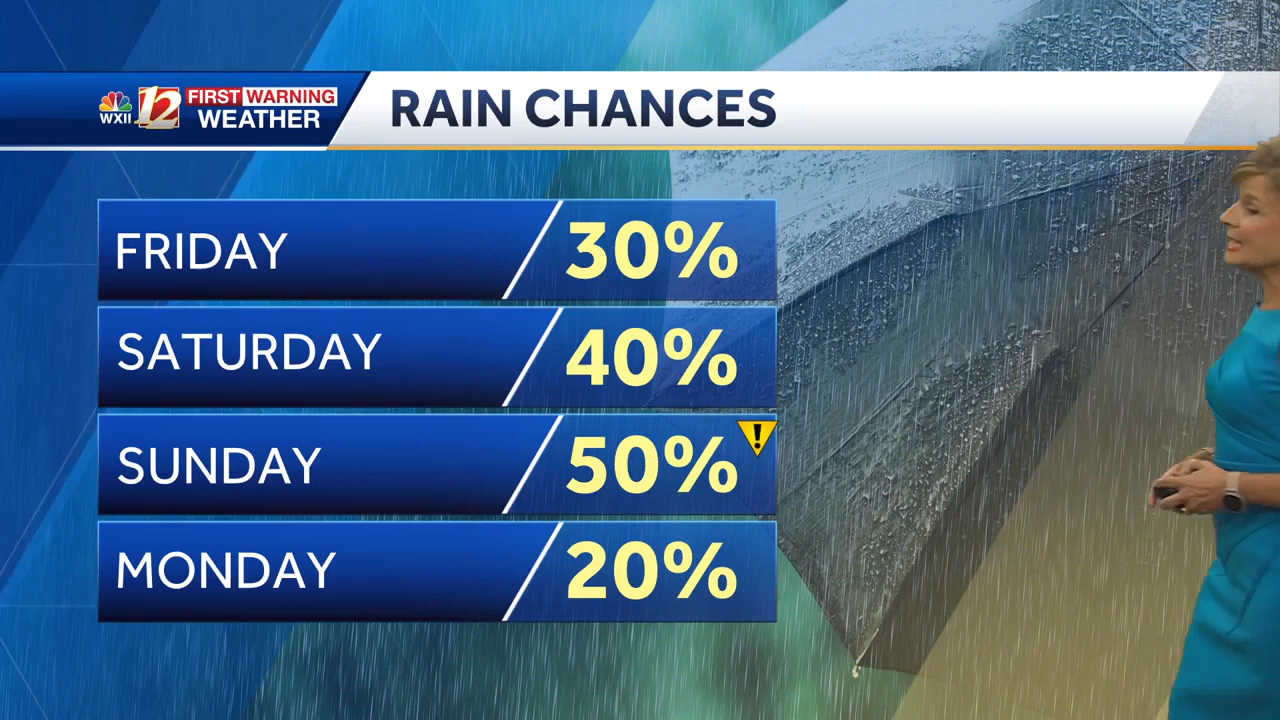 WXII 12 FIRST WARNING
WEATHER
RAIN CHANCES
FRIDAY 30%
SATURDAY 40%
SUNDAY 50% !
MONDAY 20%